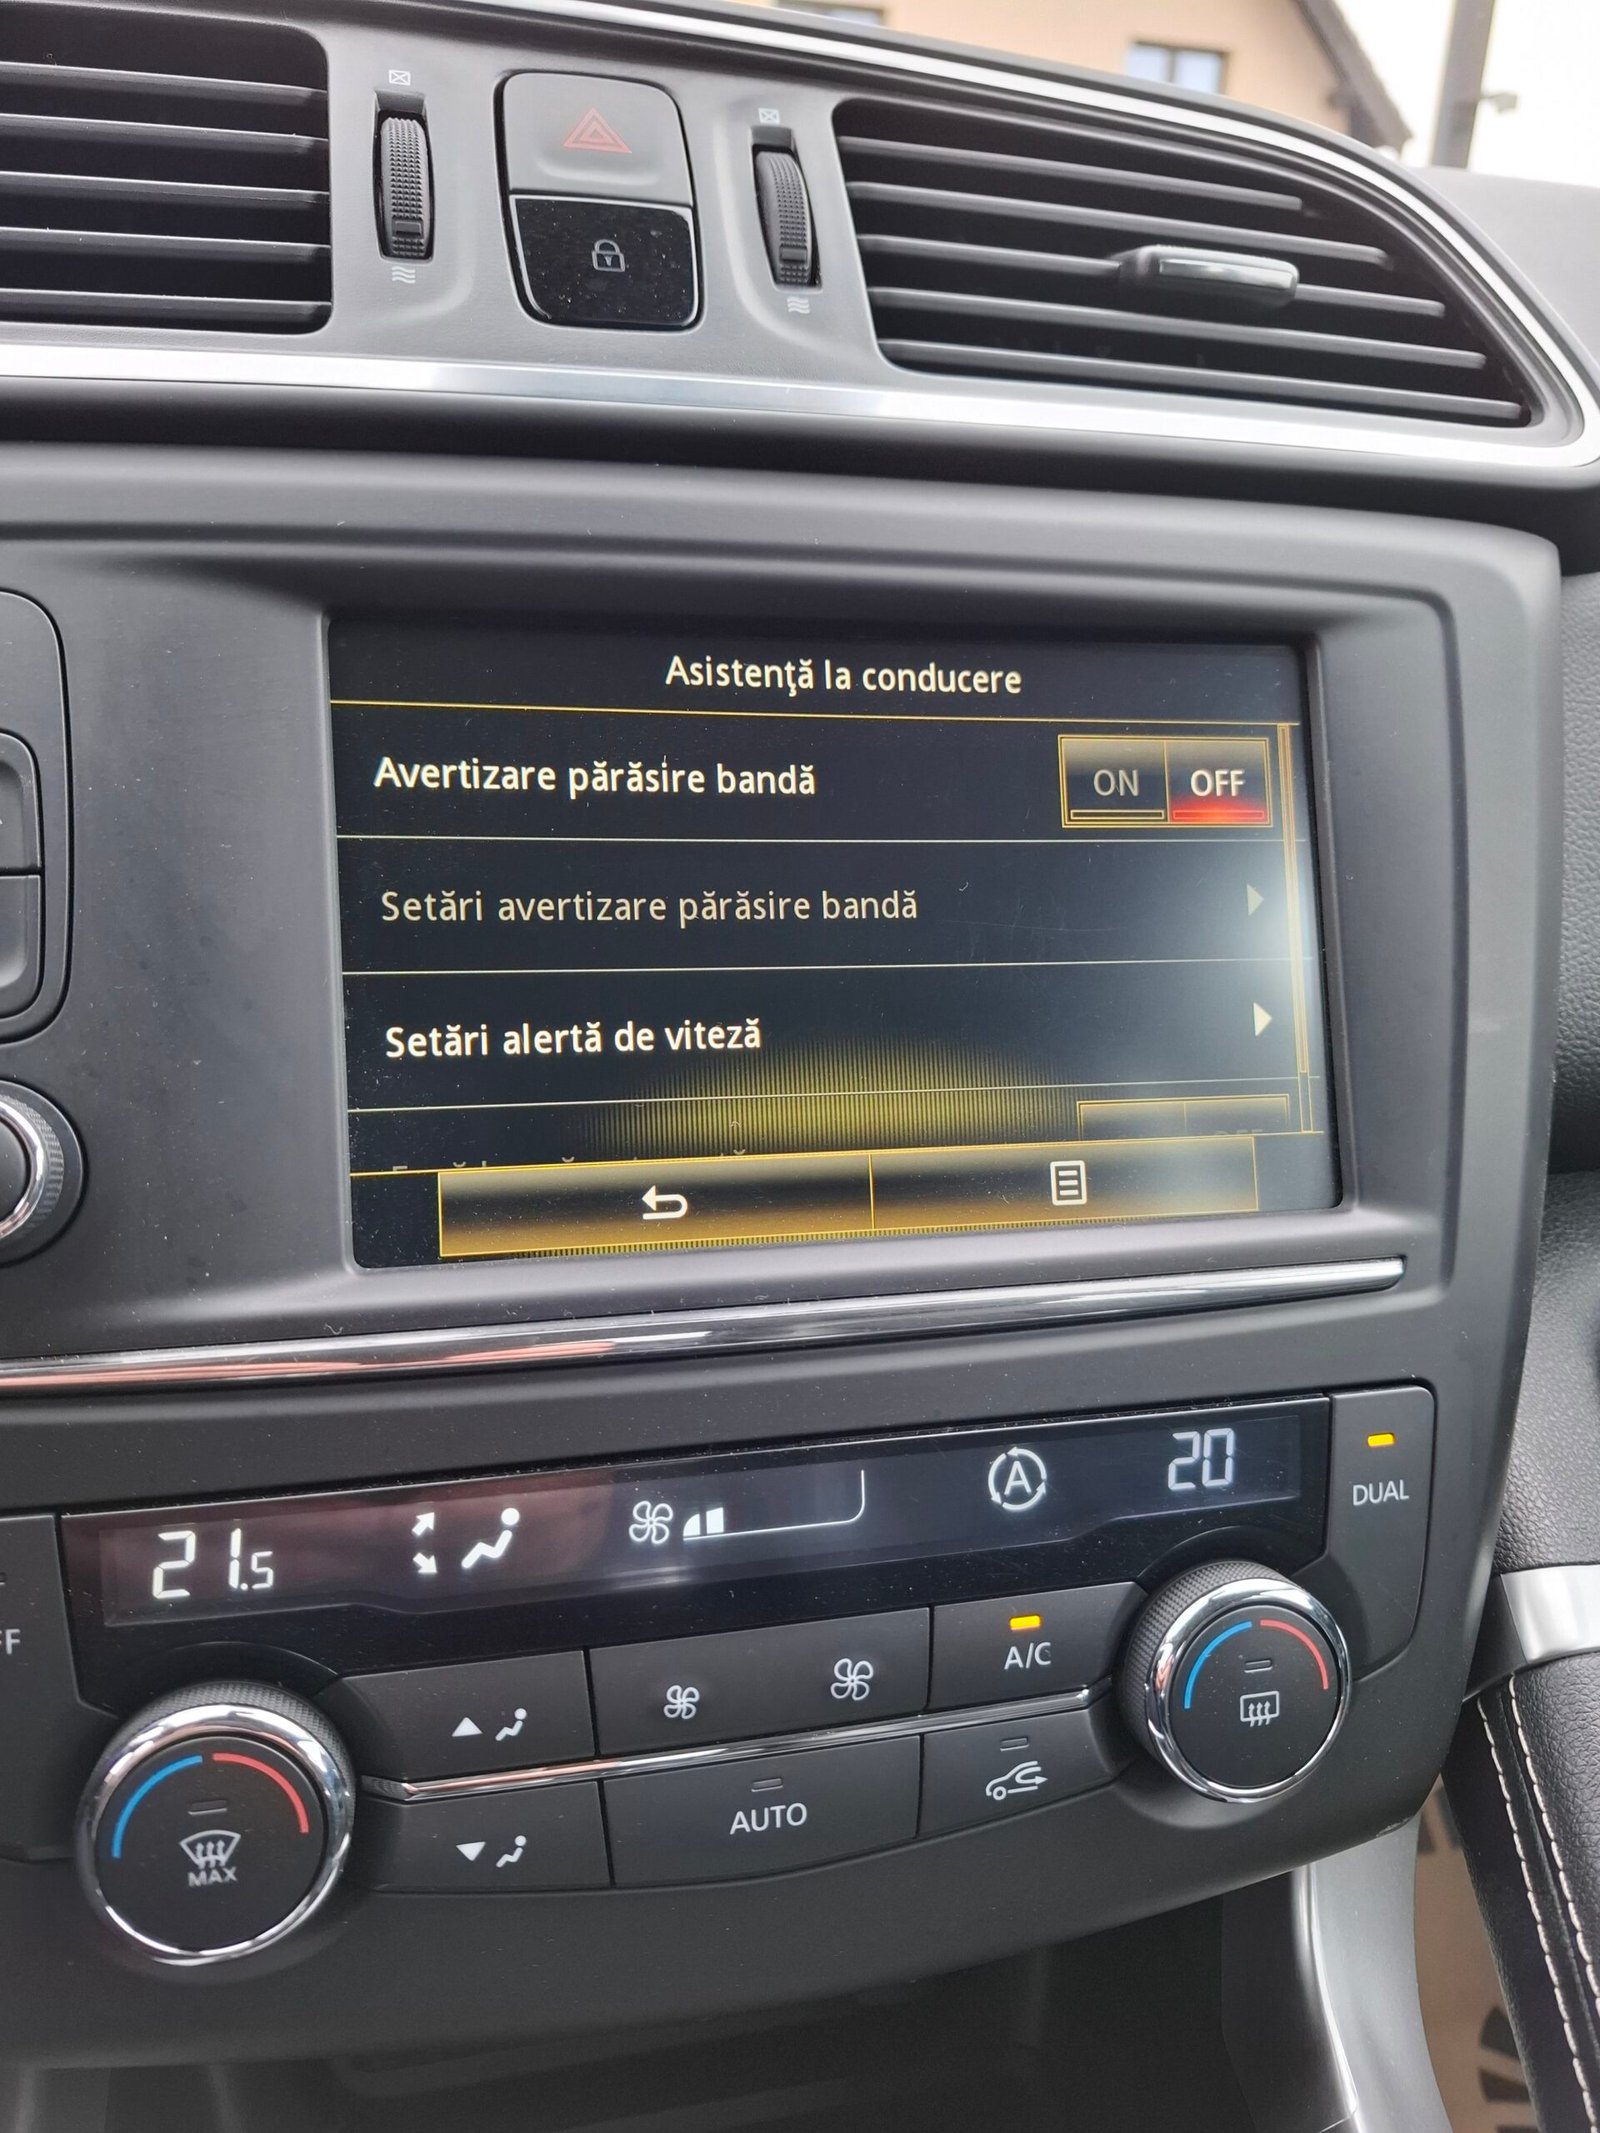 Asistenţă la conducere
Avertizare părăsire bandă
ON OFF
Setări avertizare părăsire bandă
Setări alertă de viteză
21.5
A
20
DUAL
A/C
AUTO
MAX